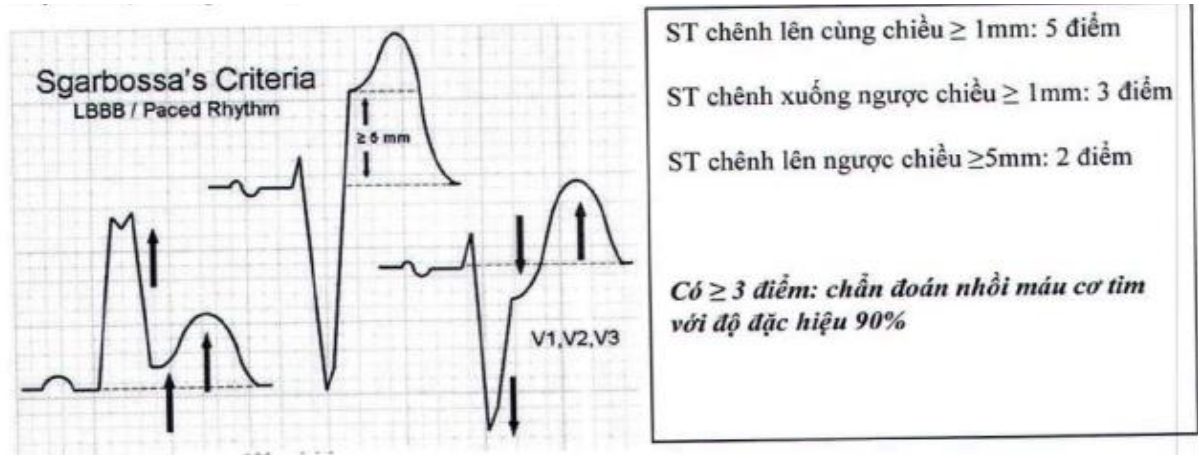 Sgarbossa's Criteria
LBBB / Paced Rhythm
≥ 5 mm
V1,V2,V3
ST chênh lên cùng chiều ≥ 1mm: 5 điểm
ST chênh xuống ngược chiều ≥ 1mm: 3 điểm
ST chênh lên ngược chiều ≥5mm: 2 điểm
Có ≥ 3 điểm: chẩn đoán nhồi máu cơ tim
với độ đặc hiệu 90%